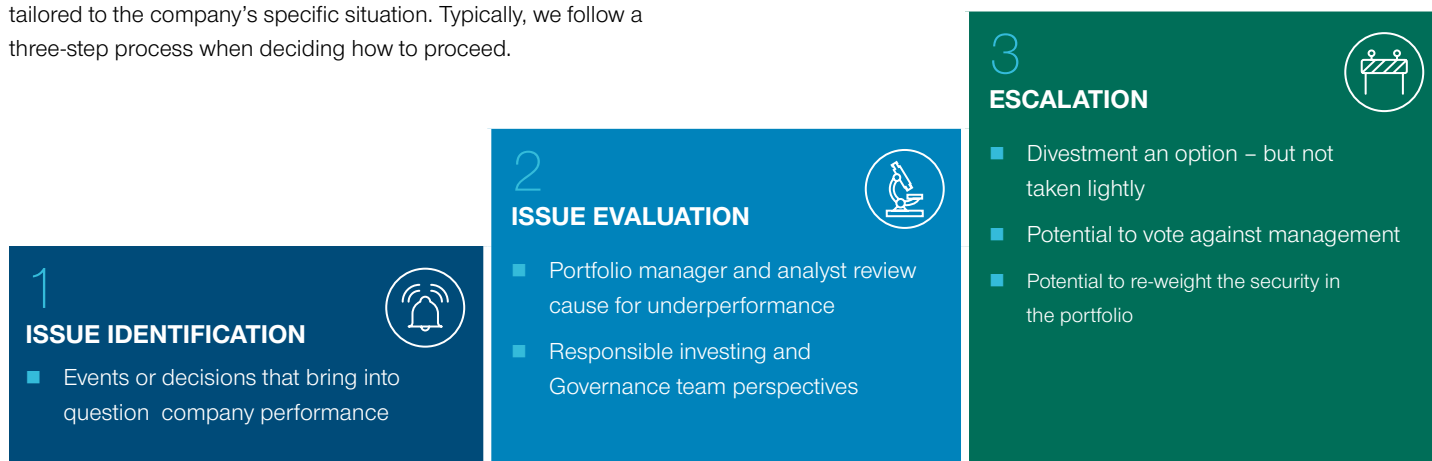 tailored to the company’s specific situation. Typically, we follow a
three-step process when deciding how to proceed.
1
ISSUE IDENTIFICATION
Events or decisions that bring into
question  company performance
2
ISSUE EVALUATION
Portfolio manager and analyst review
cause for underperformance
Responsible investing and
Governance team perspectives
3
ESCALATION
Divestment an option – but not
taken lightly
Potential to vote against management
Potential to re-weight the security in
the portfolio